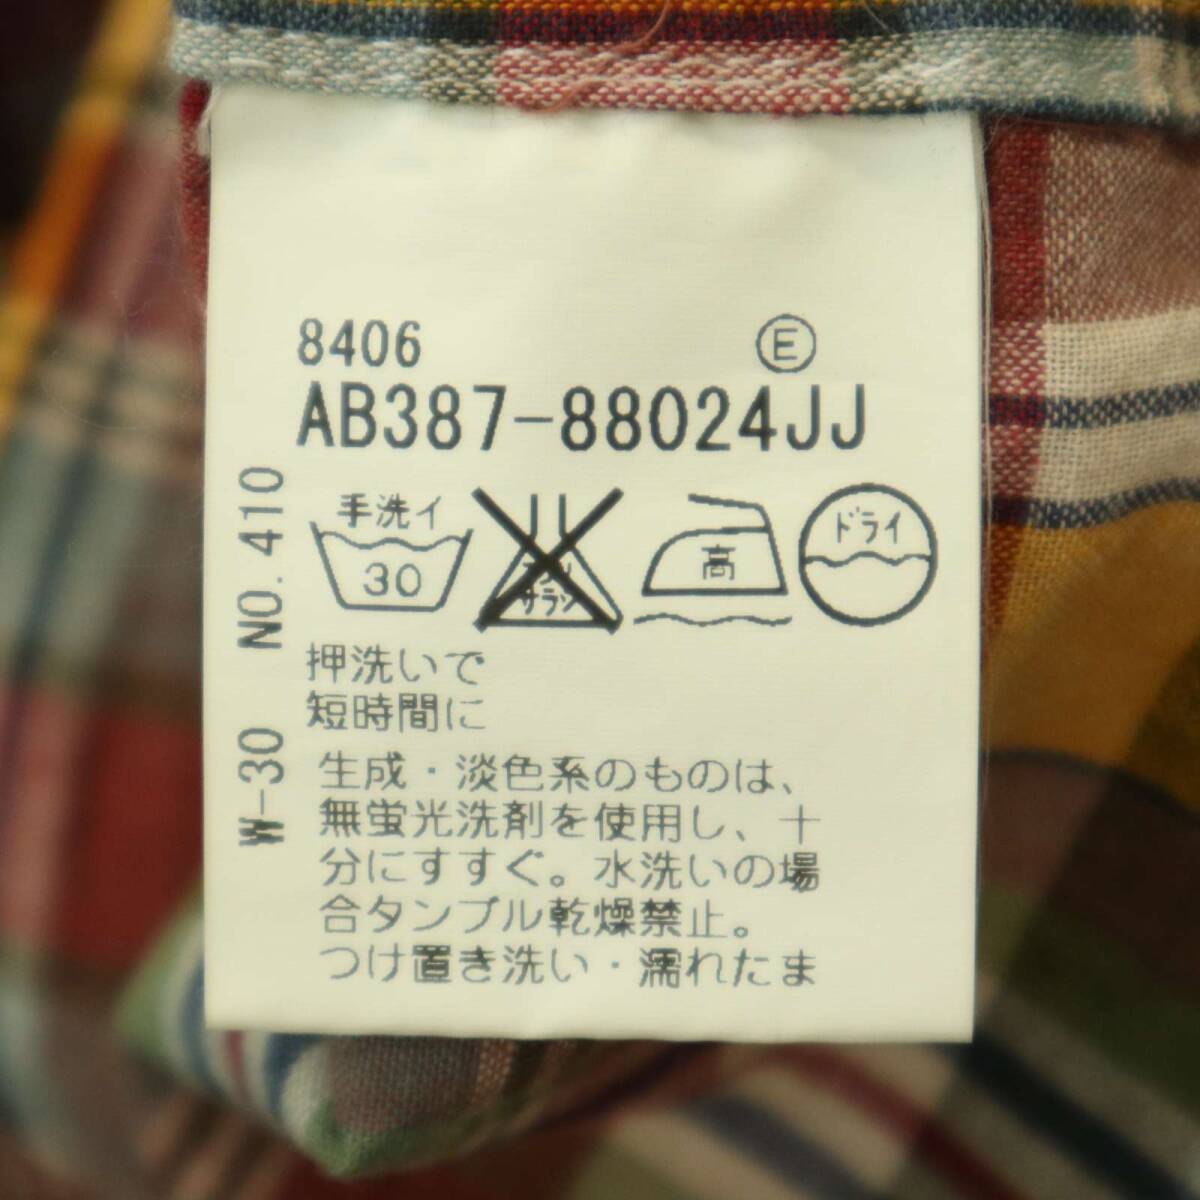 8406
E
AB387-88024JJ
手洗イ
30
高
ドライ
押洗いで
短時間に
生成・淡色系のものは、
無蛍光洗剤を使用し、十
分にすすぐ。水洗いの場
合タンブル乾燥禁止。
つけ置き洗い・濡れたま
W-30 NO.410